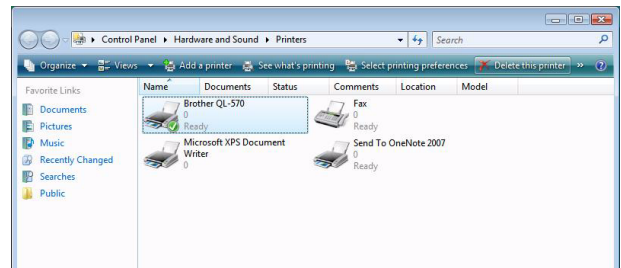 Control Panel ▸ Hardware and Sound ▸ Printers
Search
Organize Views Add a printer See what's printing Select printing preferences Delete this printer »
Favorite Links
Documents
Pictures
Music
Recently Changed
Searches
Public
Name Documents Status Comments Location Model
Brother QL-570
0
Ready
Fax
0
Ready
Microsoft XPS Document
Writer
0
Send To OneNote 2007
0
Ready